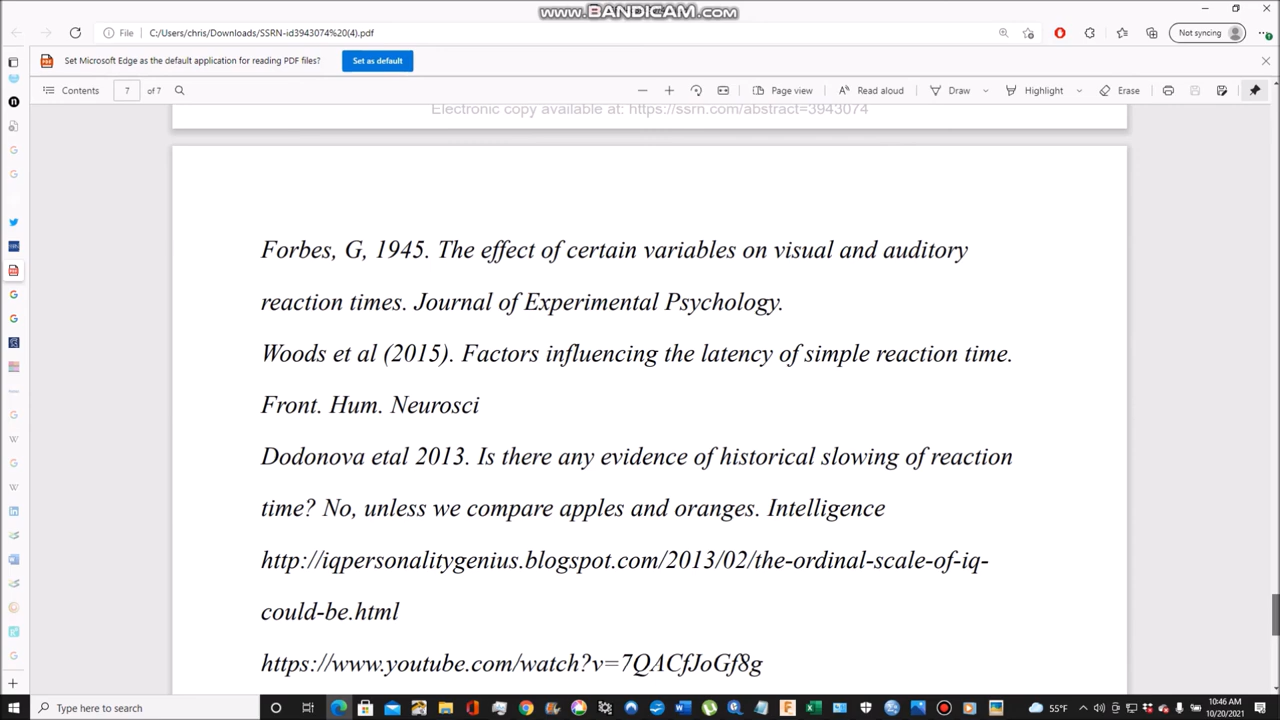 www.BANDICAM.com
File C:/Users/chris/Downloads/SSRN-id3943074%20(4).pdf Not syncing
Set Microsoft Edge as the default application for reading PDF files? Set as default
Contents 7 of 7 Page view Read aloud Draw Highlight Erase
Electronic copy available at: https://ssrn.com/abstract=3943074
Forbes, G, 1945. The effect of certain variables on visual and auditory
reaction times. Journal of Experimental Psychology.
Woods et al (2015). Factors influencing the latency of simple reaction time.
Front. Hum. Neurosci
Dodonova etal 2013. Is there any evidence of historical slowing of reaction
time? No, unless we compare apples and oranges. Intelligence
http://iqpersonalitygenius.blogspot.com/2013/02/the-ordinal-scale-of-iq-
could-be.html
https://www.youtube.com/watch?v=7QACfJoGf8g
Type here to search 55°F 10:46 AM
10/20/2021